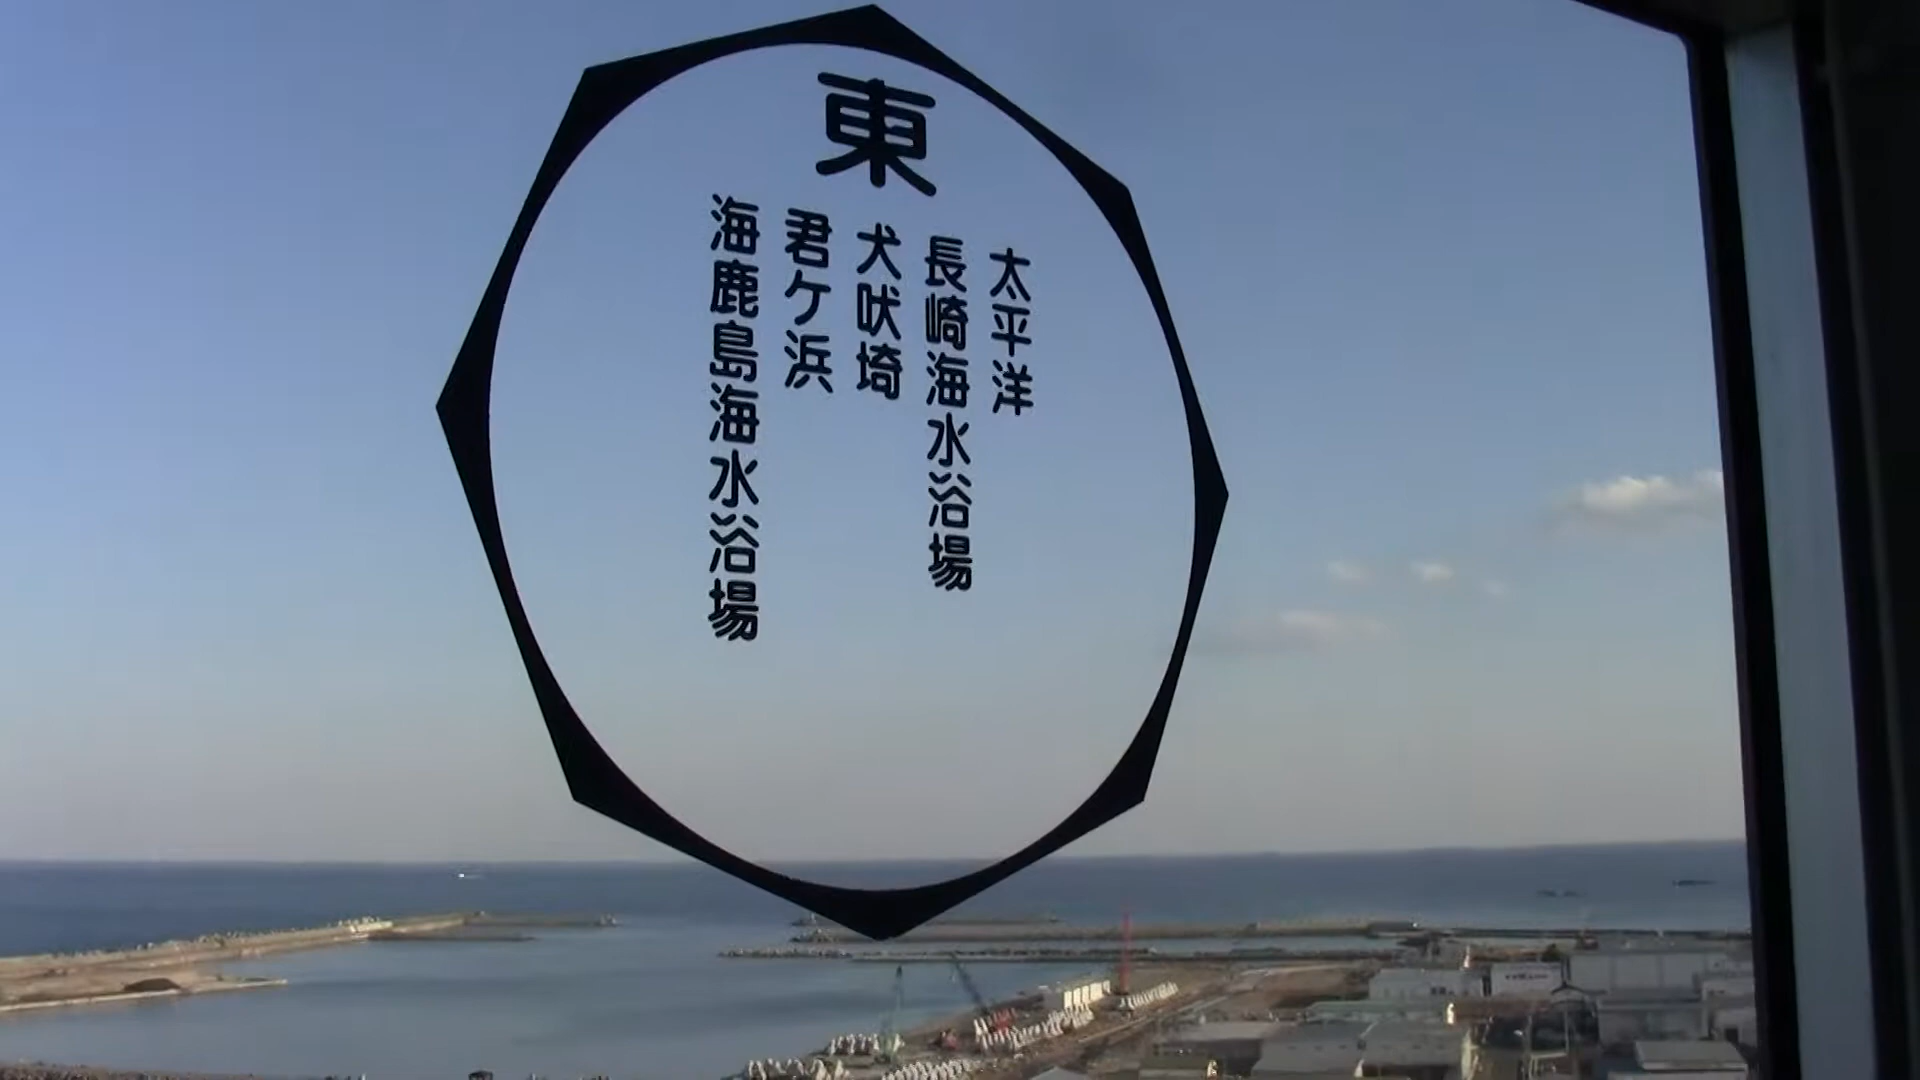 東
太平洋
長崎海水浴場
犬吠埼
君ケ浜
海鹿島海水浴場